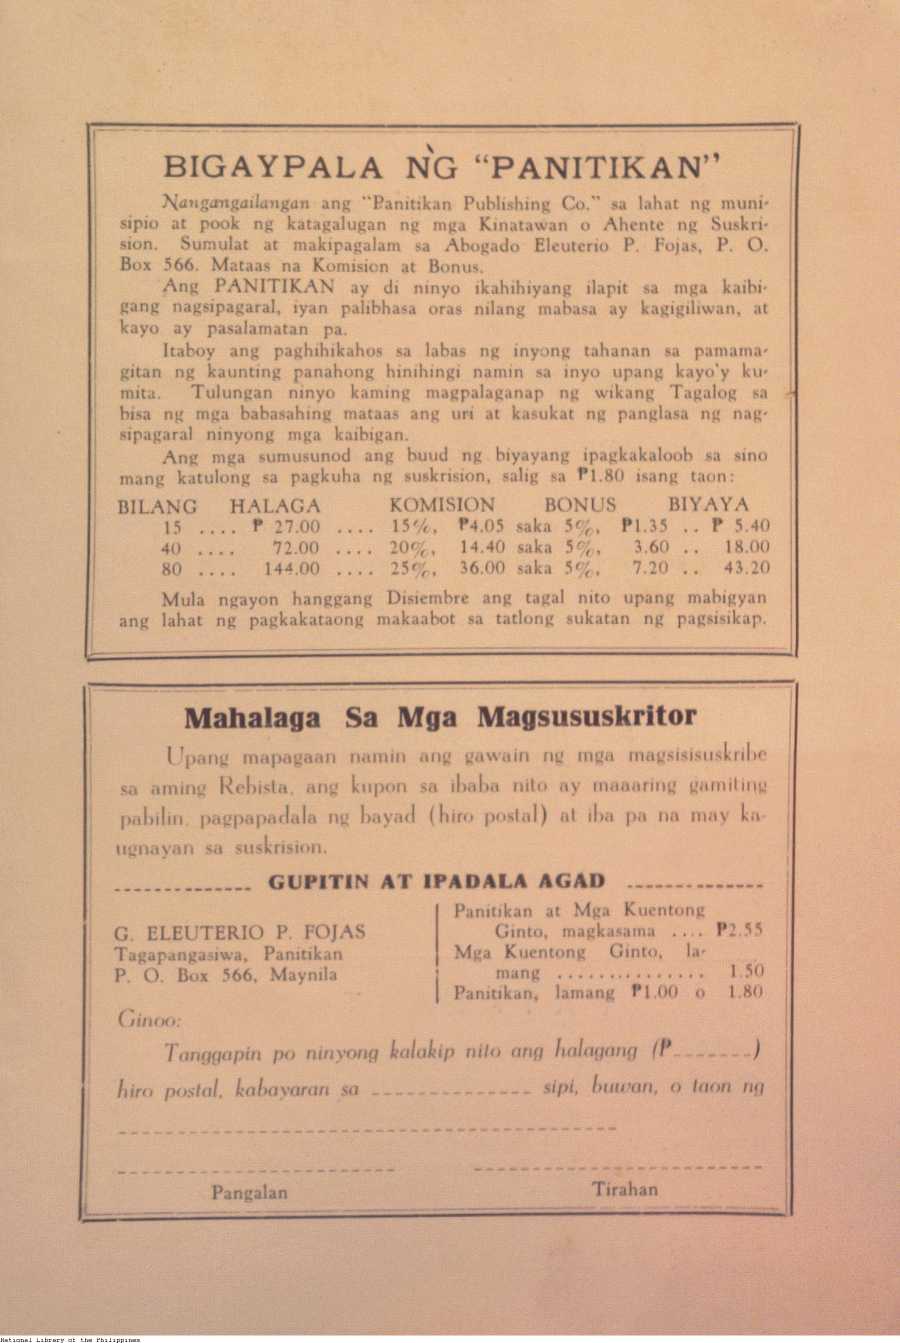 BIGAYPALA NG̀ "PANITIKAN"
Nangangailangan ang "Panitikan Publishing Co." sa lahat ng muni-
sipio at pook ng katagalugan ng mga Kinatawan o Ahente ng Suskri-
sion. Sumulat at makipagalam sa Abogado Eleuterio P. Fojas, P. O.
Box 566. Mataas na Komision at Bonus.
Ang PANITIKAN ay di ninyo ikahihiyang ilapit sa mga kaibi-
gang nagsipagaral, iyan palibhasa oras nilang mabasa ay kagigiliwan, at
kayo ay pasalamatan pa.
Itaboy ang paghihikahos sa labas ng inyong tahanan sa pamama-
gitan ng kaunting panahong hinihingi namin sa inyo upang kayo'y ku-
mita. Tulungan ninyo kaming magpalaganap ng wikang Tagalog sa
bisa ng mga babasahing mataas ang uri at kasukat ng panglasa ng nag-
sipagaral ninyong mga kaibigan.
Ang mga sumusunod ang buud ng biyayang ipagkakaloob sa sino
mang katulong sa pagkuha ng suskrision, salig sa ₱1.80 isang taon:
BILANG HALAGA KOMISION BONUS BIYAYA
15 .... ₱ 27.00 .... 15%, ₱4.05 saka 5%, ₱1.35 .. ₱ 5.40
40 .... 72.00 .... 20%, 14.40 saka 5%, 3.60 .. 18.00
80 .... 144.00 .... 25%, 36.00 saka 5%, 7.20 .. 43.20
Mula ngayon hanggang Disiembre ang tagal nito upang mabigyan
ang lahat ng pagkakataong makaabot sa tatlong sukatan ng pagsisikap.
Mahalaga Sa Mga Magsususkritor
Upang mapagaan namin ang gawain ng mga magsisisuskribe
sa aming Rebista, ang kupon sa ibaba nito ay maaaring gamiting
pabilin, pagpapadala ng bayad (hiro postal) at iba pa na may ka-
ugnayan sa suskrision.
-------------- GUPITIN AT IPADALA AGAD --------------
G. ELEUTERIO P. FOJAS
Tagapangasiwa, Panitikan
P. O. Box 566, Maynila
Panitikan at Mga Kuentong
Ginto, magkasama .... ₱2.55
Mga Kuentong Ginto, la-
mang ............... 1.50
Panitikan, lamang ₱1.00 o 1.80
Ginoo:
Tanggapin po ninyong kalakip nito ang halagang (₱_______)
hiro postal, kabayaran sa ______________ sipi, buwan, o taon ng
Pangalan Tirahan
National Library of the Philippines